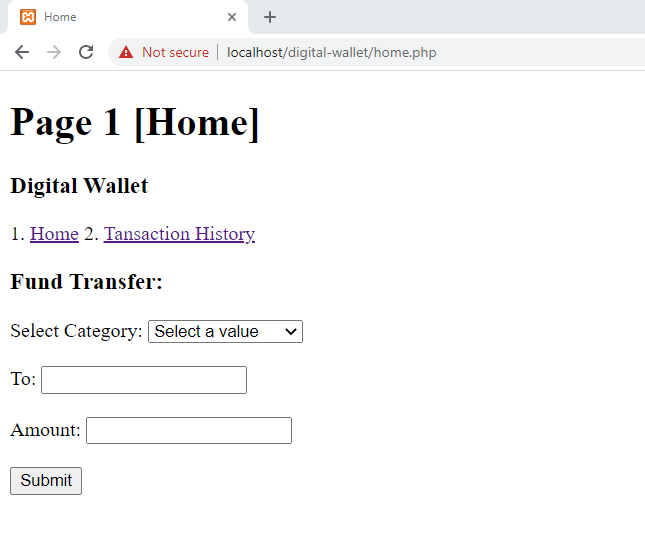 Home
Not secure | localhost/digital-wallet/home.php
Page 1 [Home]
Digital Wallet
1. Home 2. Tansaction History
Fund Transfer:
Select Category: Select a value
To:
Amount:
Submit